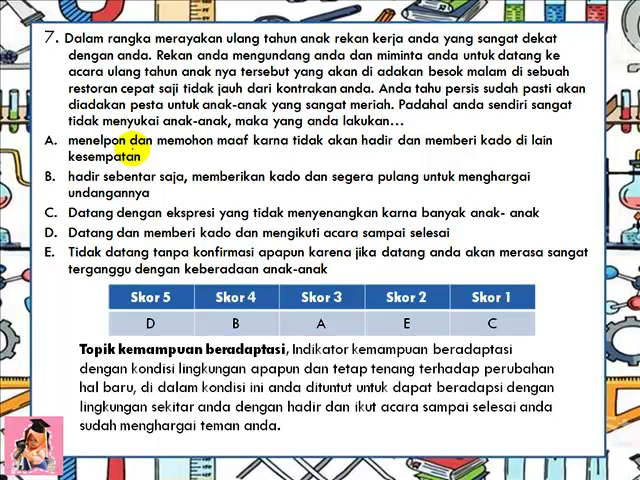 7. Dalam rangka merayakan ulang tahun anak rekan kerja anda yang sangat dekat
dengan anda. Rekan anda mengundang anda dan miminta anda untuk datang ke
acara ulang tahun anak nya tersebut yang akan di adakan besok malam di sebuah
restoran cepat saji tidak jauh dari kontrakan anda. Anda tahu persis sudah pasti akan
diadakan pesta untuk anak-anak yang sangat meriah. Padahal anda sendiri sangat
tidak menyukai anak-anak, maka yang anda lakukan...
A. menelpon dan memohon maaf karna tidak akan hadir dan memberi kado di lain
kesempatan
B. hadir sebentar saja, memberikan kado dan segera pulang untuk menghargai
undangannya
C. Datang dengan ekspresi yang tidak menyenangkan karna banyak anak- anak
D. Datang dan memberi kado dan mengikuti acara sampai selesai
E. Tidak datang tanpa konfirmasi apapun karena jika datang anda akan merasa sangat
terganggu dengan keberadaan anak-anak
Skor 5 Skor 4 Skor 3 Skor 2 Skor 1
D B A E C
Topik kemampuan beradaptasi, Indikator kemampuan beradaptasi
dengan kondisi lingkungan apapun dan tetap tenang terhadap perubahan
hal baru, di dalam kondisi ini anda dituntut untuk dapat beradapsi dengan
lingkungan sekitar anda dengan hadir dan ikut acara sampai selesai anda
sudah menghargai teman anda.